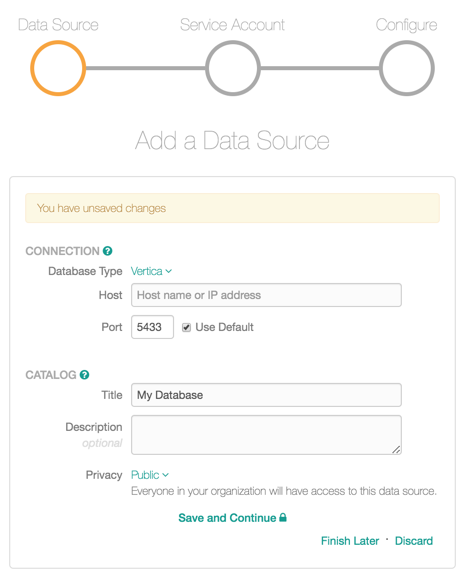 Data Source Service Account Configure
Add a Data Source
You have unsaved changes
CONNECTION ?
Database Type Vertica
Host Host name or IP address
Port 5433 Use Default
CATALOG ?
Title My Database
Description
optional
Privacy Public
Everyone in your organization will have access to this data source.
Save and Continue
Finish Later · Discard